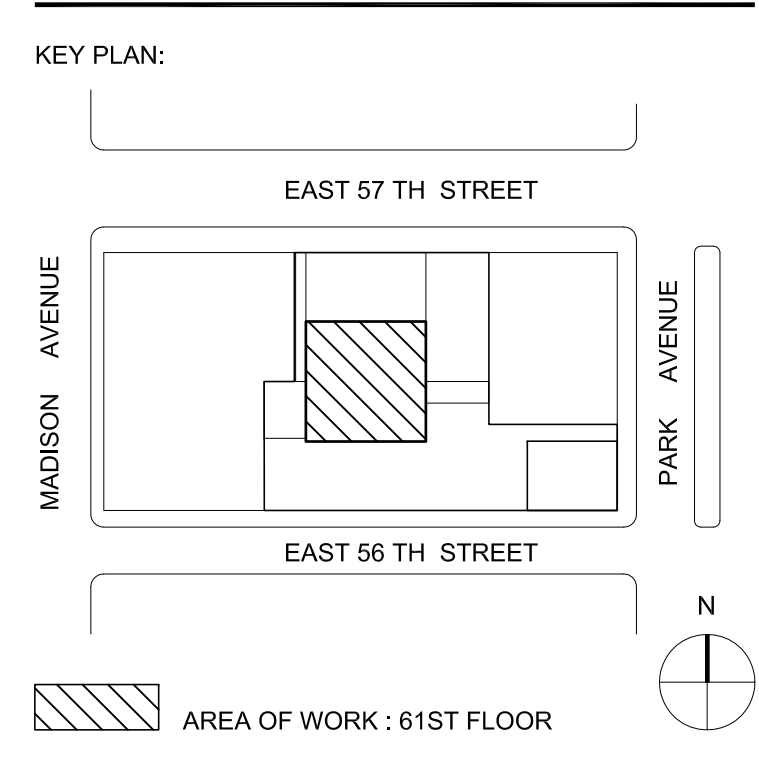 KEY PLAN:
EAST 57 TH STREET
MADISON AVENUE
PARK AVENUE
EAST 56 TH STREET
N
AREA OF WORK : 61ST FLOOR